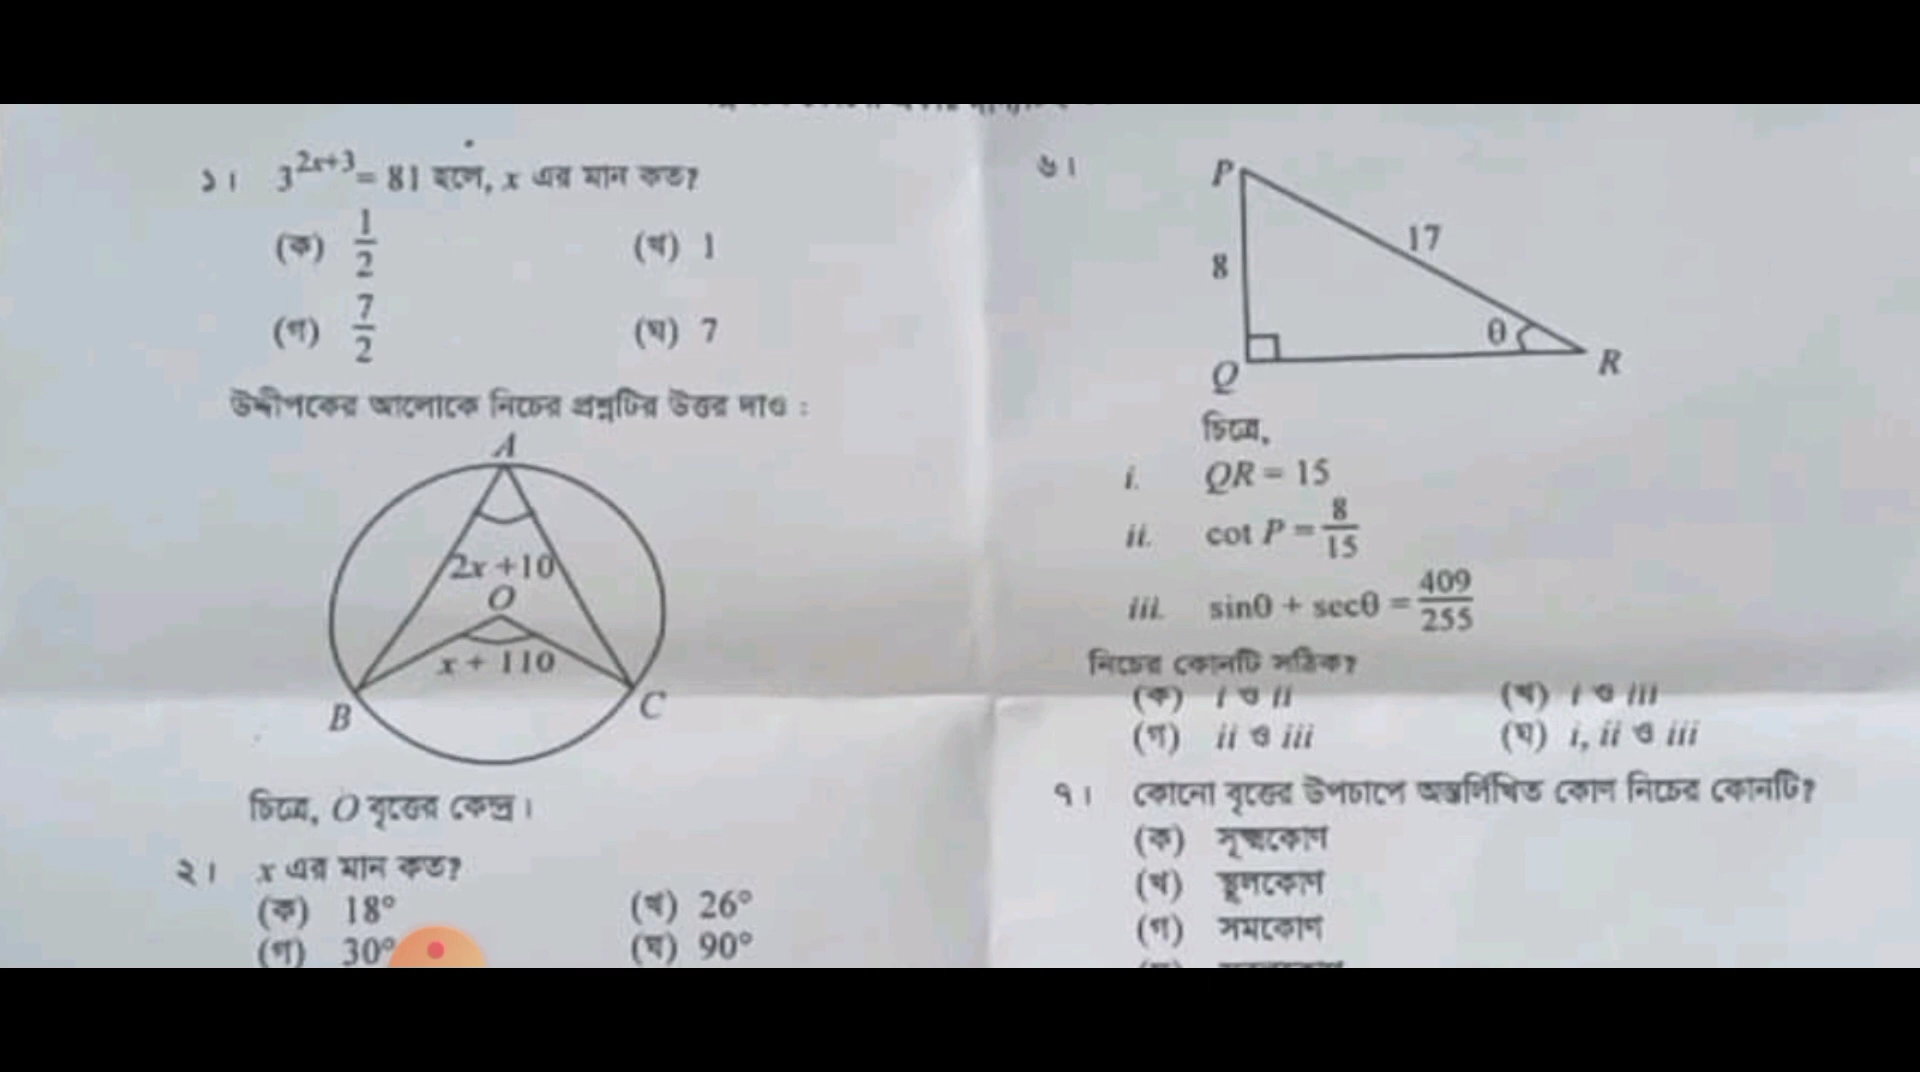 ১। 3^{2x+3} = 81 হলে, x এর মান কত?
(ক) 1/2 (খ) 1
(গ) 7/2 (ঘ) 7
উদ্দীপকের আলোকে নিচের প্রশ্নটির উত্তর দাও :
A
2x+10
O
x + 110
B C
চিত্রে, O বৃত্তের কেন্দ্র।
২। x এর মান কত?
(ক) 18° (খ) 26°
(গ) 30° (ঘ) 90°
৬।
P
17
8
θ
Q R
চিত্রে,
i. QR = 15
ii. cot P = 8/15
iii. sinθ + secθ = 409/255
নিচের কোনটি সঠিক?
(ক) i ও ii (খ) i ও iii
(গ) ii ও iii (ঘ) i, ii ও iii
৭। কোনো বৃত্তের উপচাপে অন্তর্লিখিত কোণ নিচের কোনটি?
(ক) সূক্ষ্মকোণ
(খ) স্থূলকোণ
(গ) সমকোণ